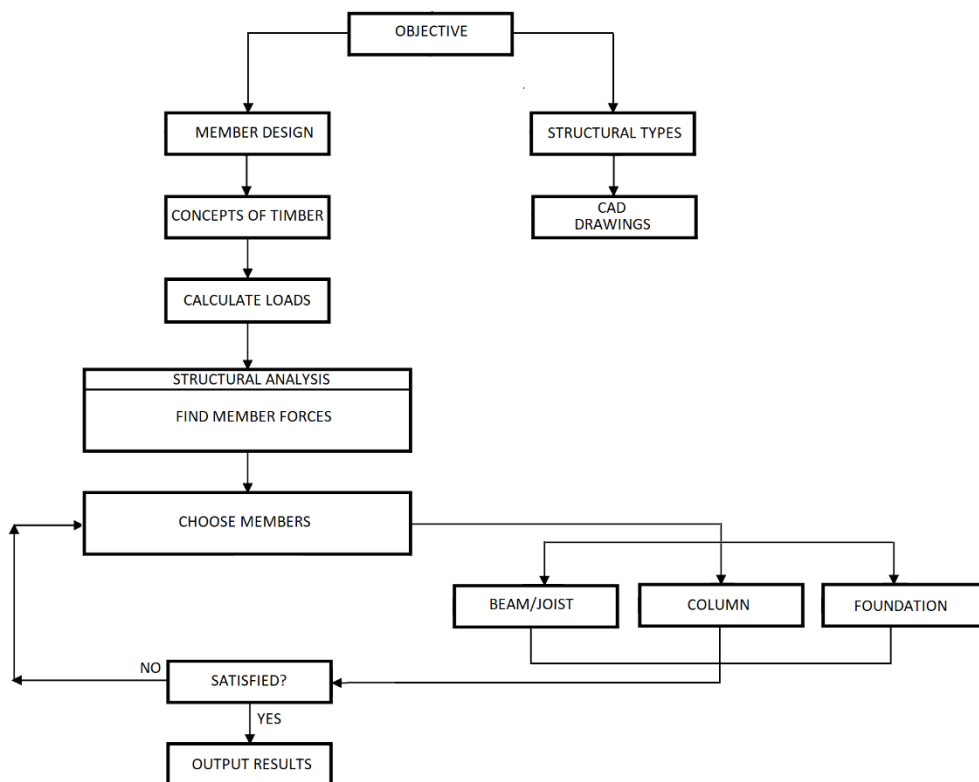 OBJECTIVE
MEMBER DESIGN
STRUCTURAL TYPES
CONCEPTS OF TIMBER
CAD
DRAWINGS
CALCULATE LOADS
STRUCTURAL ANALYSIS
FIND MEMBER FORCES
CHOOSE MEMBERS
BEAM/JOIST
COLUMN
FOUNDATION
NO
SATISFIED?
YES
OUTPUT RESULTS